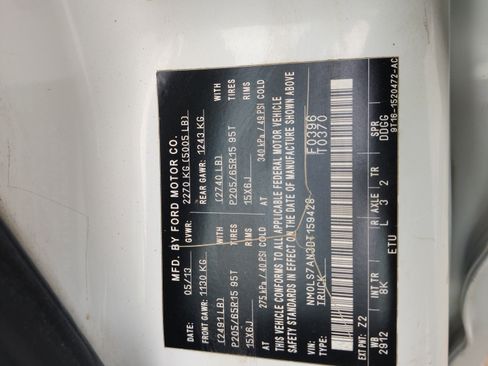 MFD. BY FORD MOTOR CO.
DATE: 05/13 GVWR: 2270 KG (5005 LB)
FRONT GAWR: 1130 KG REAR GAWR: 1243 KG
(2491 LB) WITH (2740 LB) WITH
P205/65R15 95T TIRES P205/65R15 95T TIRES
15X6J RIMS 15X6J RIMS
AT 275 kPa / 40 PSI COLD AT 340 kPa / 49 PSI COLD
THIS VEHICLE CONFORMS TO ALL APPLICABLE FEDERAL MOTOR VEHICLE
SAFETY STANDARDS IN EFFECT ON THE DATE OF MANUFACTURE SHOWN ABOVE
VIN: NM0LS7AN3DT159428 F0396
TYPE: TRUCK T0370
EXT PNT: Z2
WB INT TR R. AXLE TR SPR
2912 8K ETU L 32 T DDGG
9T16-1520472-AC